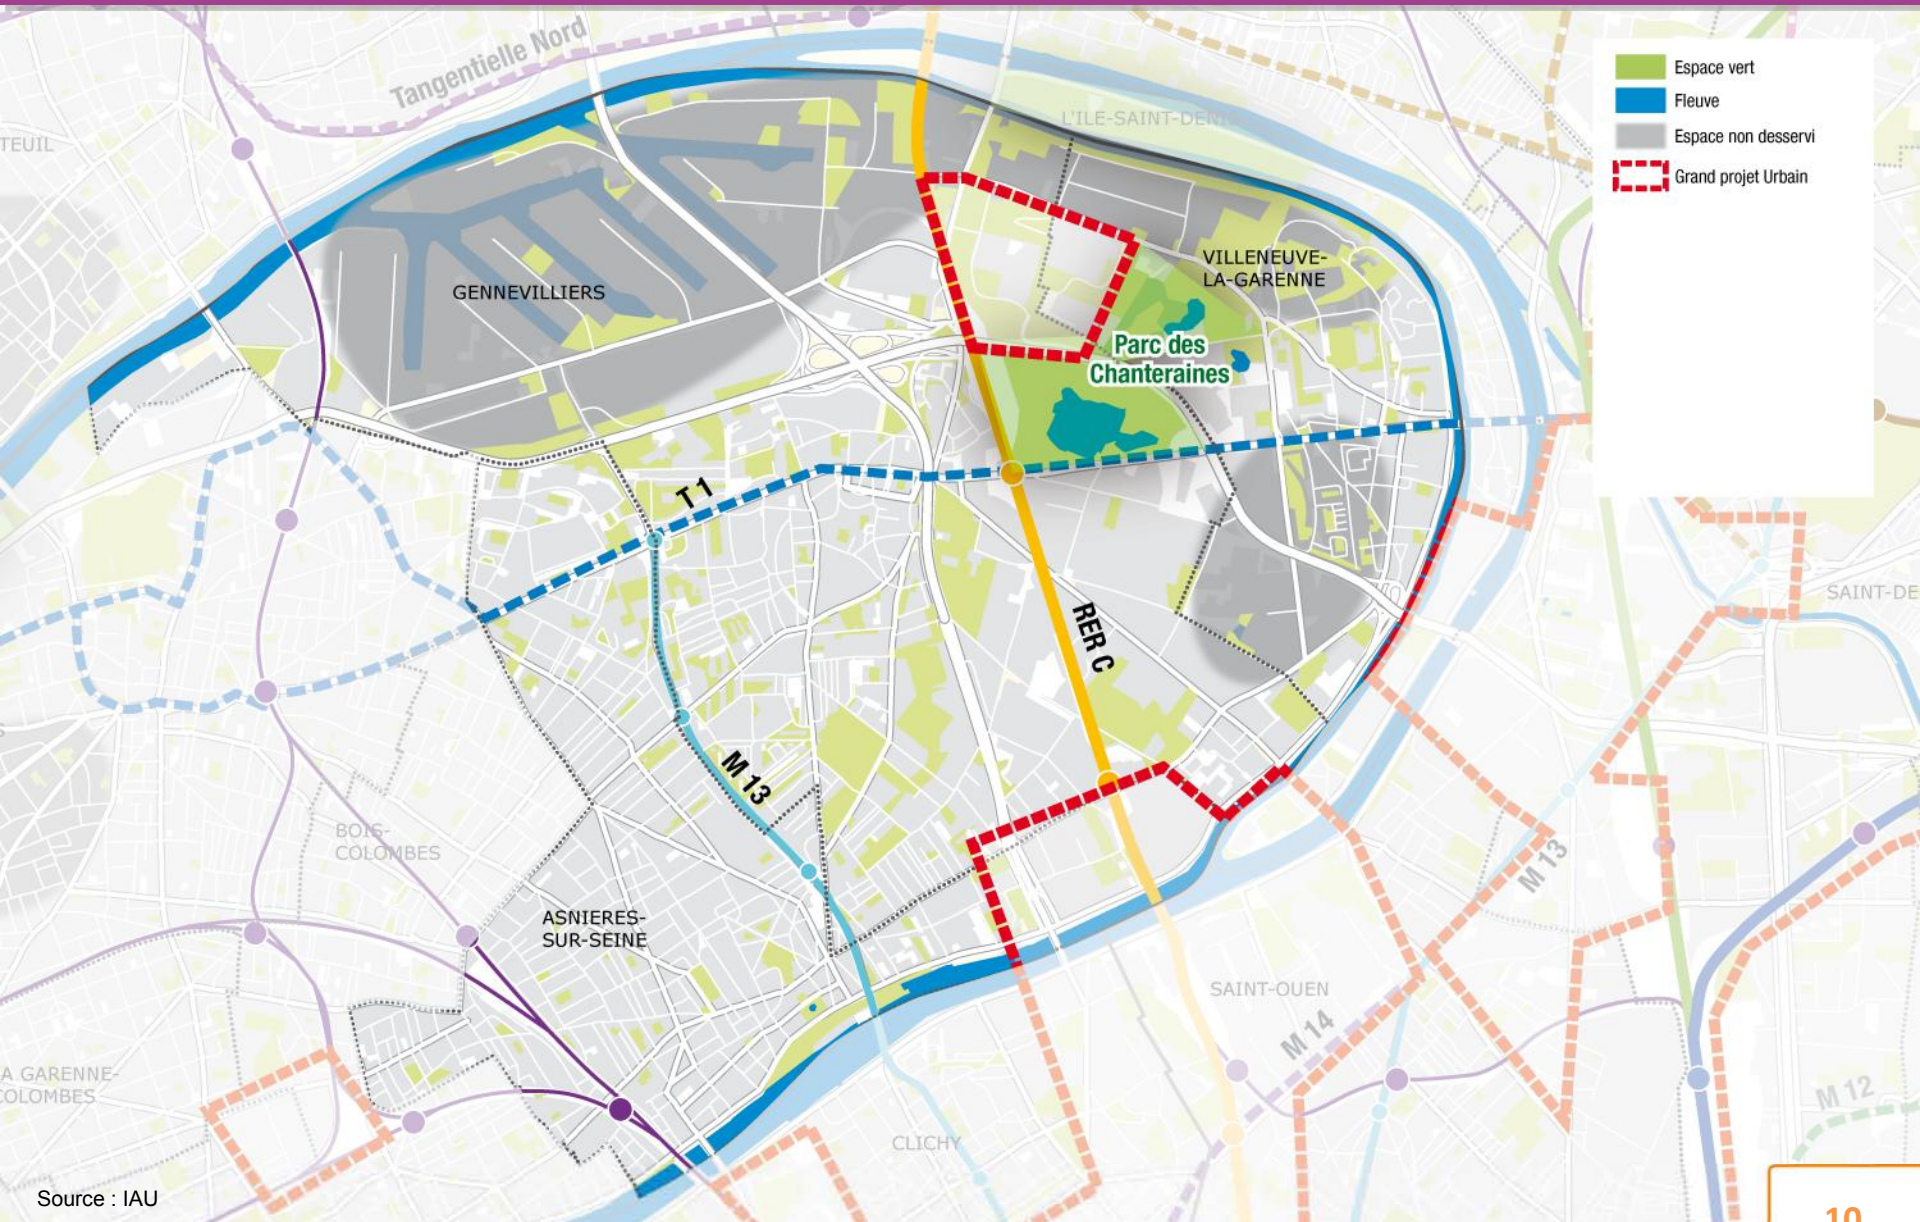 Tangentielle Nord
Espace vert
Fleuve
Espace non desservi
Grand projet Urbain
TEUIL
L'ILE-SAINT-DENIS
GENNEVILLIERS
VILLENEUVE-
LA-GARENNE
Parc des
Chanteraines
T 1
RER C
SAINT-DE
M 13
BOIS-
COLOMBES
M 13
ASNIERES-
SUR-SEINE
SAINT-OUEN
M 14
A GARENNE-
COLOMBES
M 12
CLICHY
Source : IAU
10